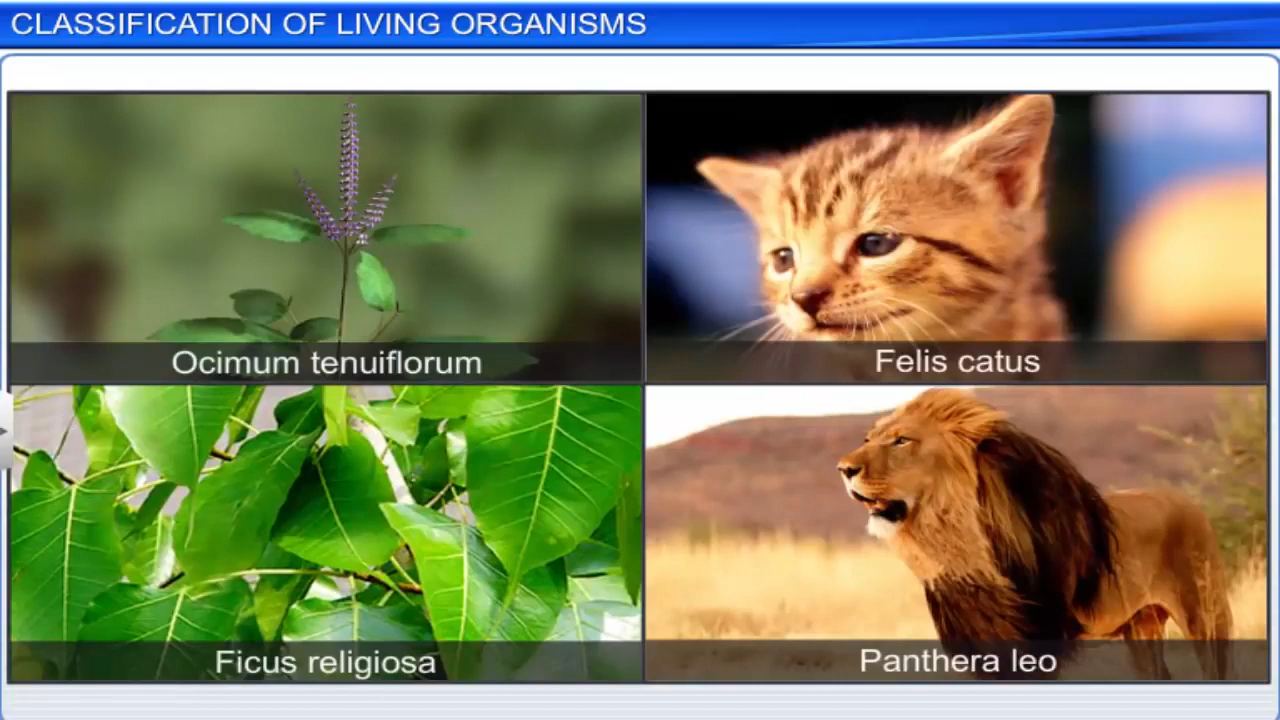 CLASSIFICATION OF LIVING ORGANISMS
Ocimum tenuiflorum
Felis catus
Ficus religiosa
Panthera leo